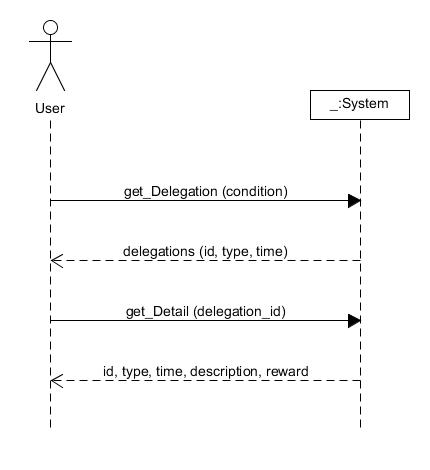 User
_:System
get_Delegation (condition)
delegations (id, type, time)
get_Detail (delegation_id)
id, type, time, description, reward